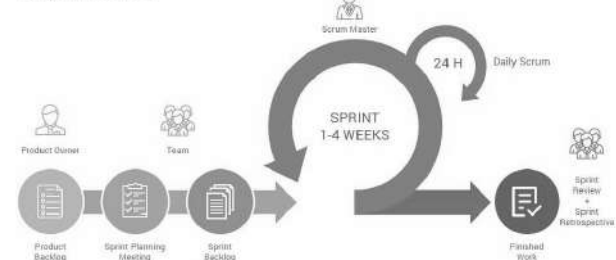 Scrum Master
24 H
Daily Scrum
SPRINT
1-4 WEEKS
Product Owner
Team
Sprint
Review
+
Sprint
Retrospective
Product
Backlog
Sprint Planning
Meeting
Sprint
Backlog
Finished
Work